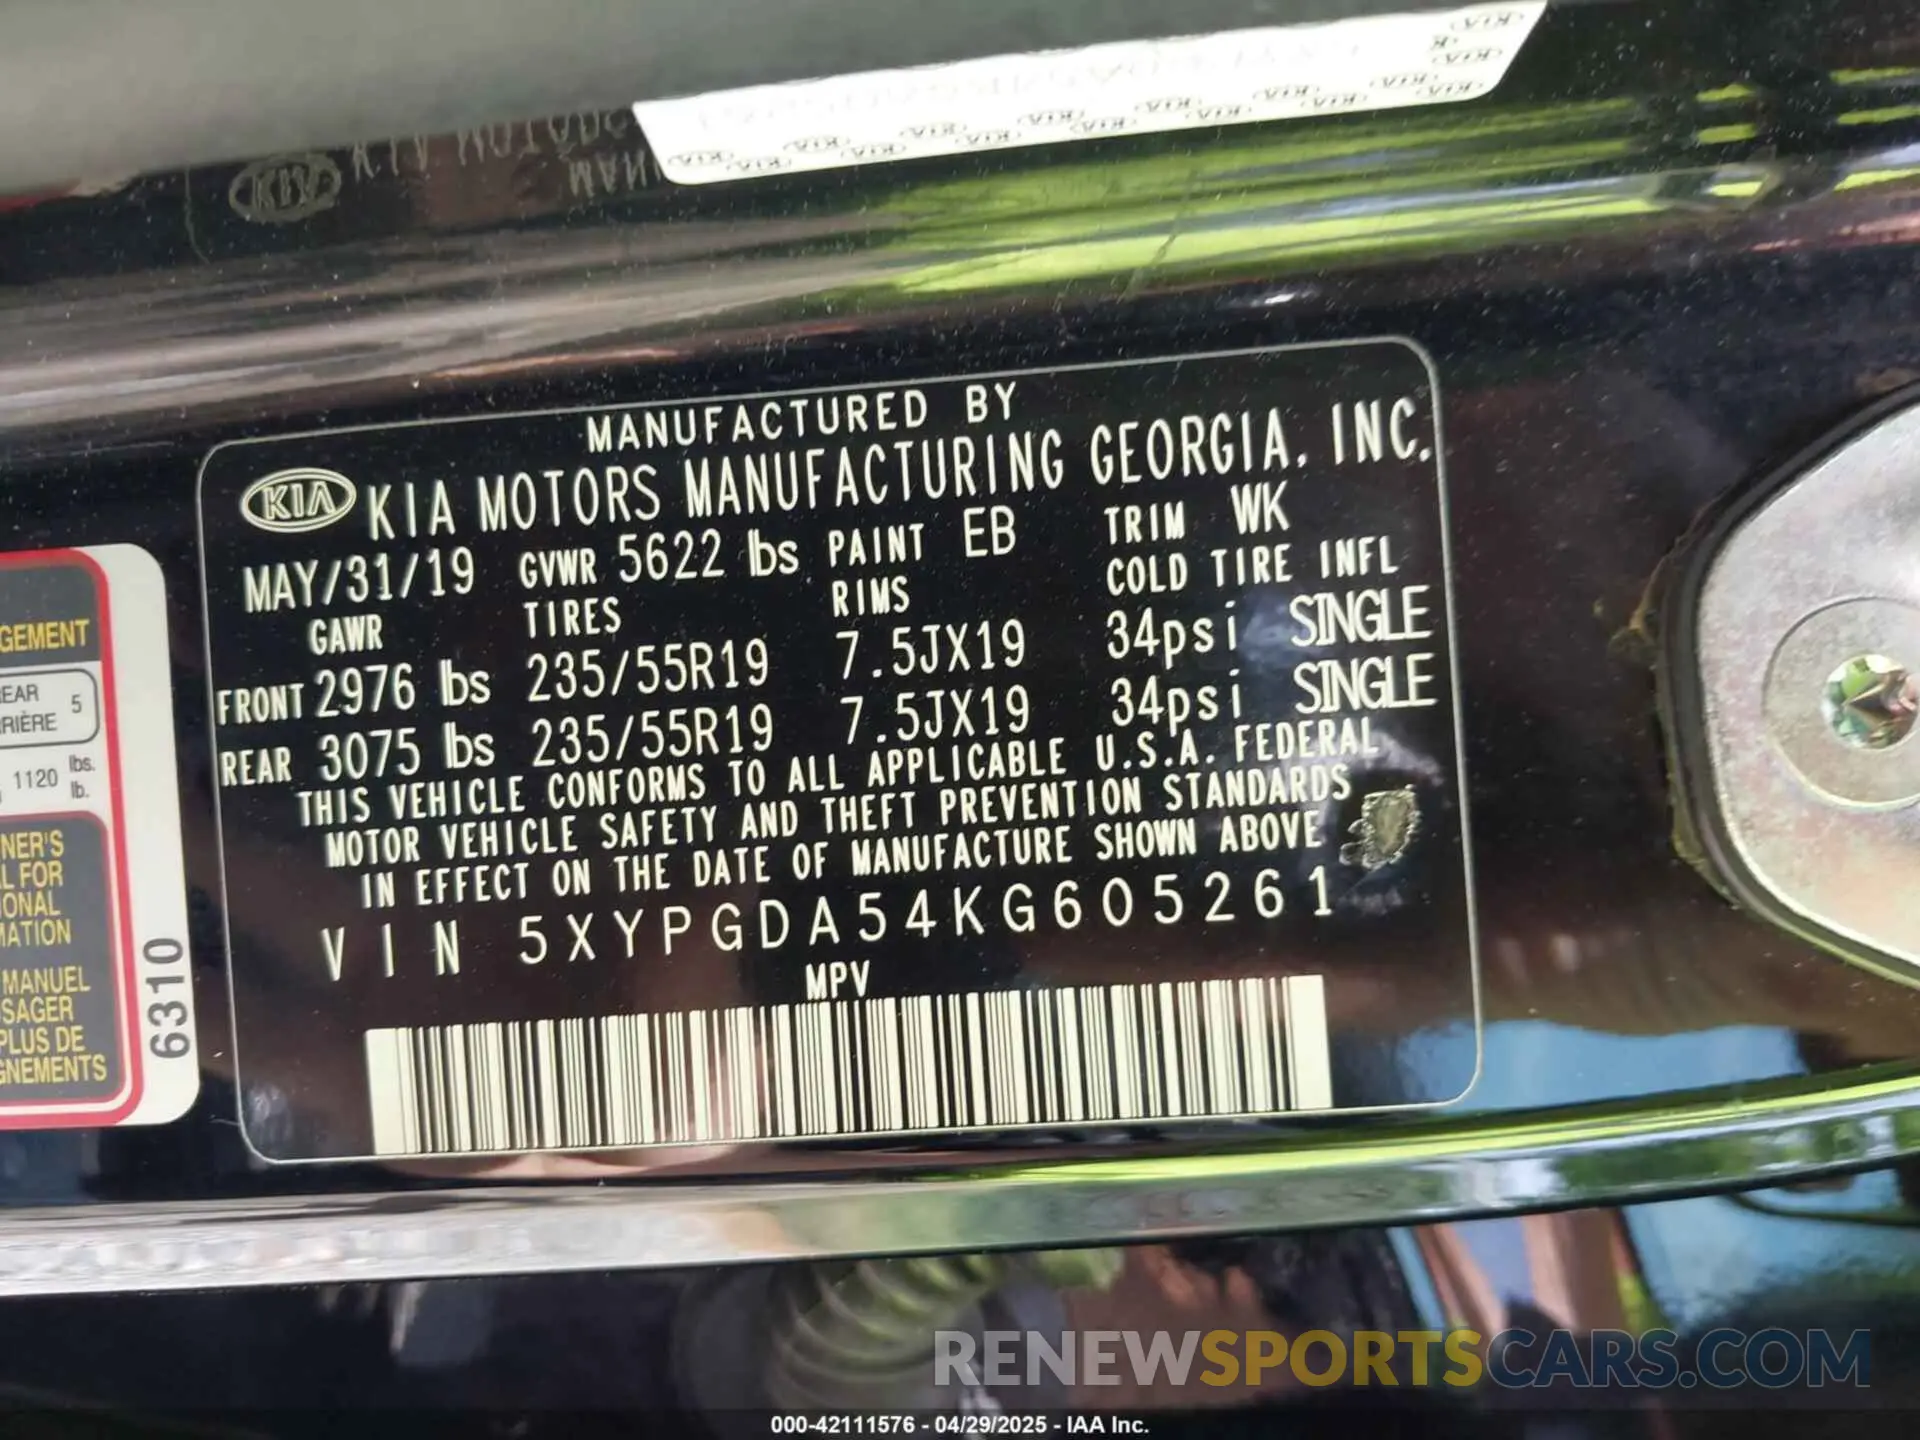 MANUFACTURED BY
KIA KIA MOTORS MANUFACTURING GEORGIA, INC.
MAY/31/19 GVWR 5622 lbs PAINT EB TRIM WK
GAWR TIRES RIMS COLD TIRE INFL
FRONT 2976 lbs 235/55R19 7.5JX19 34psi SINGLE
REAR 3075 lbs 235/55R19 7.5JX19 34psi SINGLE
THIS VEHICLE CONFORMS TO ALL APPLICABLE U.S.A. FEDERAL
MOTOR VEHICLE SAFETY AND THEFT PREVENTION STANDARDS
IN EFFECT ON THE DATE OF MANUFACTURE SHOWN ABOVE
VIN 5XYPGDA54KG605261
MPV
GEMENT
EAR 5
RIÈRE
1120 lbs.
lb.
NER'S
L FOR
IONAL
MATION
MANUEL
SAGER
PLUS DE
GNEMENTS
6310
RENEWSPORTSCARS.COM
000-42111576 - 04/29/2025 - IAA Inc.